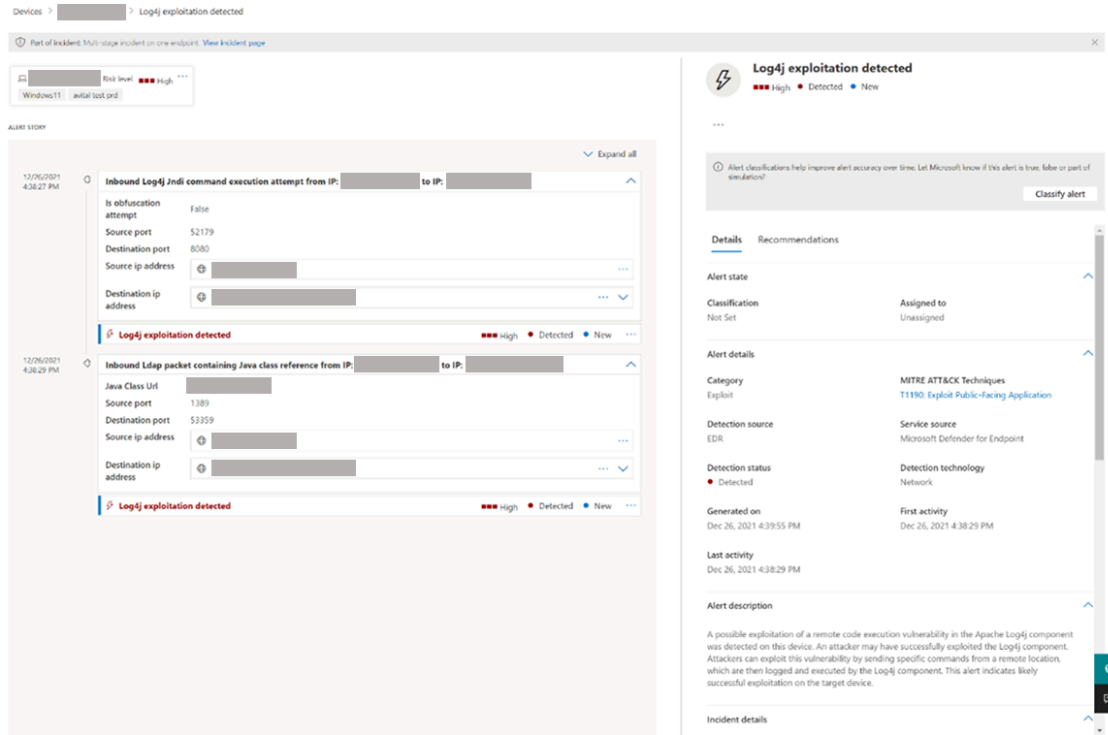 Devices > > Log4j exploitation detected
Part of incident: Multi-stage incident on one endpoint View incident page
Risk level High ...
Windows11 avital test prd
ALERT STORY
Expand all
12/26/2021
4:38:27 PM
Inbound Log4j Jndi command execution attempt from IP: to IP:
Is obfuscation
attempt
False
Source port 52179
Destination port 8080
Source ip address ...
Destination ip
address
...
Log4j exploitation detected High Detected New ...
12/26/2021
4:38:29 PM
Inbound Ldap packet containing Java class reference from IP: to IP:
Java Class Url
Source port 1389
Destination port 53359
Source ip address ...
Destination ip
address
...
Log4j exploitation detected High Detected New ...
Log4j exploitation detected
High Detected New
...
Alert classifications help improve alert accuracy over time. Let Microsoft know if this alert is true, false or part of
simulation?
Classify alert
Details Recommendations
Alert state
Classification Assigned to
Not Set Unassigned
Alert details
Category MITRE ATT&CK Techniques
Exploit T1190: Exploit Public-Facing Application
Detection source Service source
EDR Microsoft Defender for Endpoint
Detection status Detection technology
Detected Network
Generated on First activity
Dec 26, 2021 4:39:55 PM Dec 26, 2021 4:38:29 PM
Last activity
Dec 26, 2021 4:38:29 PM
Alert description
A possible exploitation of a remote code execution vulnerability in the Apache Log4j component
was detected on this device. An attacker may have successfully exploited the Log4j component.
Attackers can exploit this vulnerability by sending specific commands from a remote location,
which are then logged and executed by the Log4j component. This alert indicates likely
successful exploitation on the target device.
Incident details